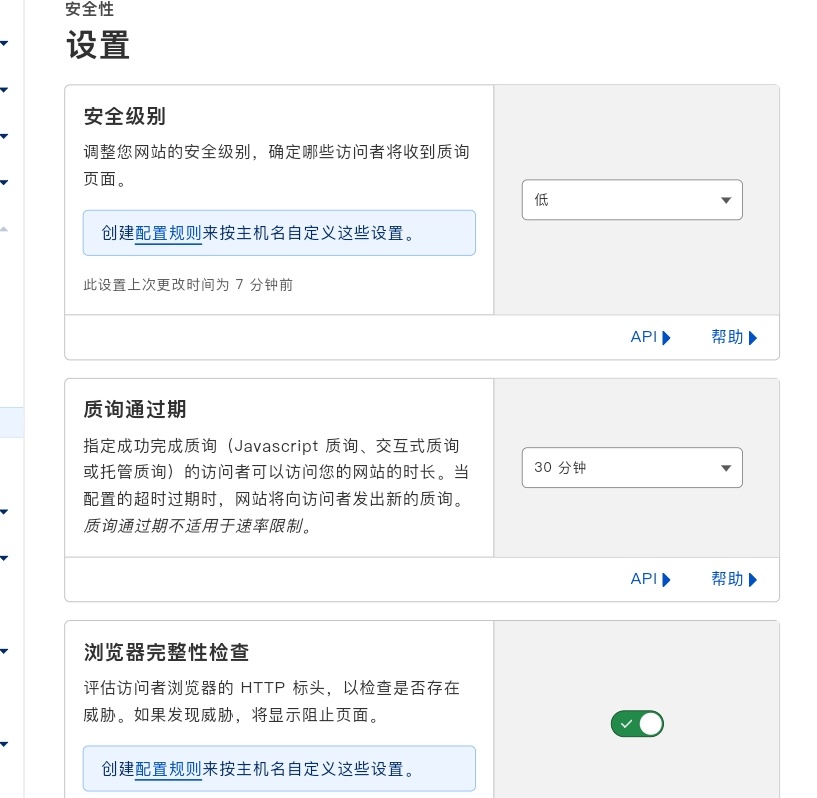 安全性
设置
安全级别
调整您网站的安全级别，确定哪些访问者将收到质询
页面。
创建配置规则来按主机名自定义这些设置。
此设置上次更改时间为 7 分钟前
低
API
帮助
质询通过期
指定成功完成质询（Javascript 质询、交互式质询
或托管质询）的访问者可以访问您的网站的时长。当
配置的超时过期时，网站将向访问者发出新的质询。
质询通过期不适用于速率限制。
30 分钟
API
帮助
浏览器完整性检查
评估访问者浏览器的 HTTP 标头，以检查是否存在
威胁。如果发现威胁，将显示阻止页面。
创建配置规则来按主机名自定义这些设置。